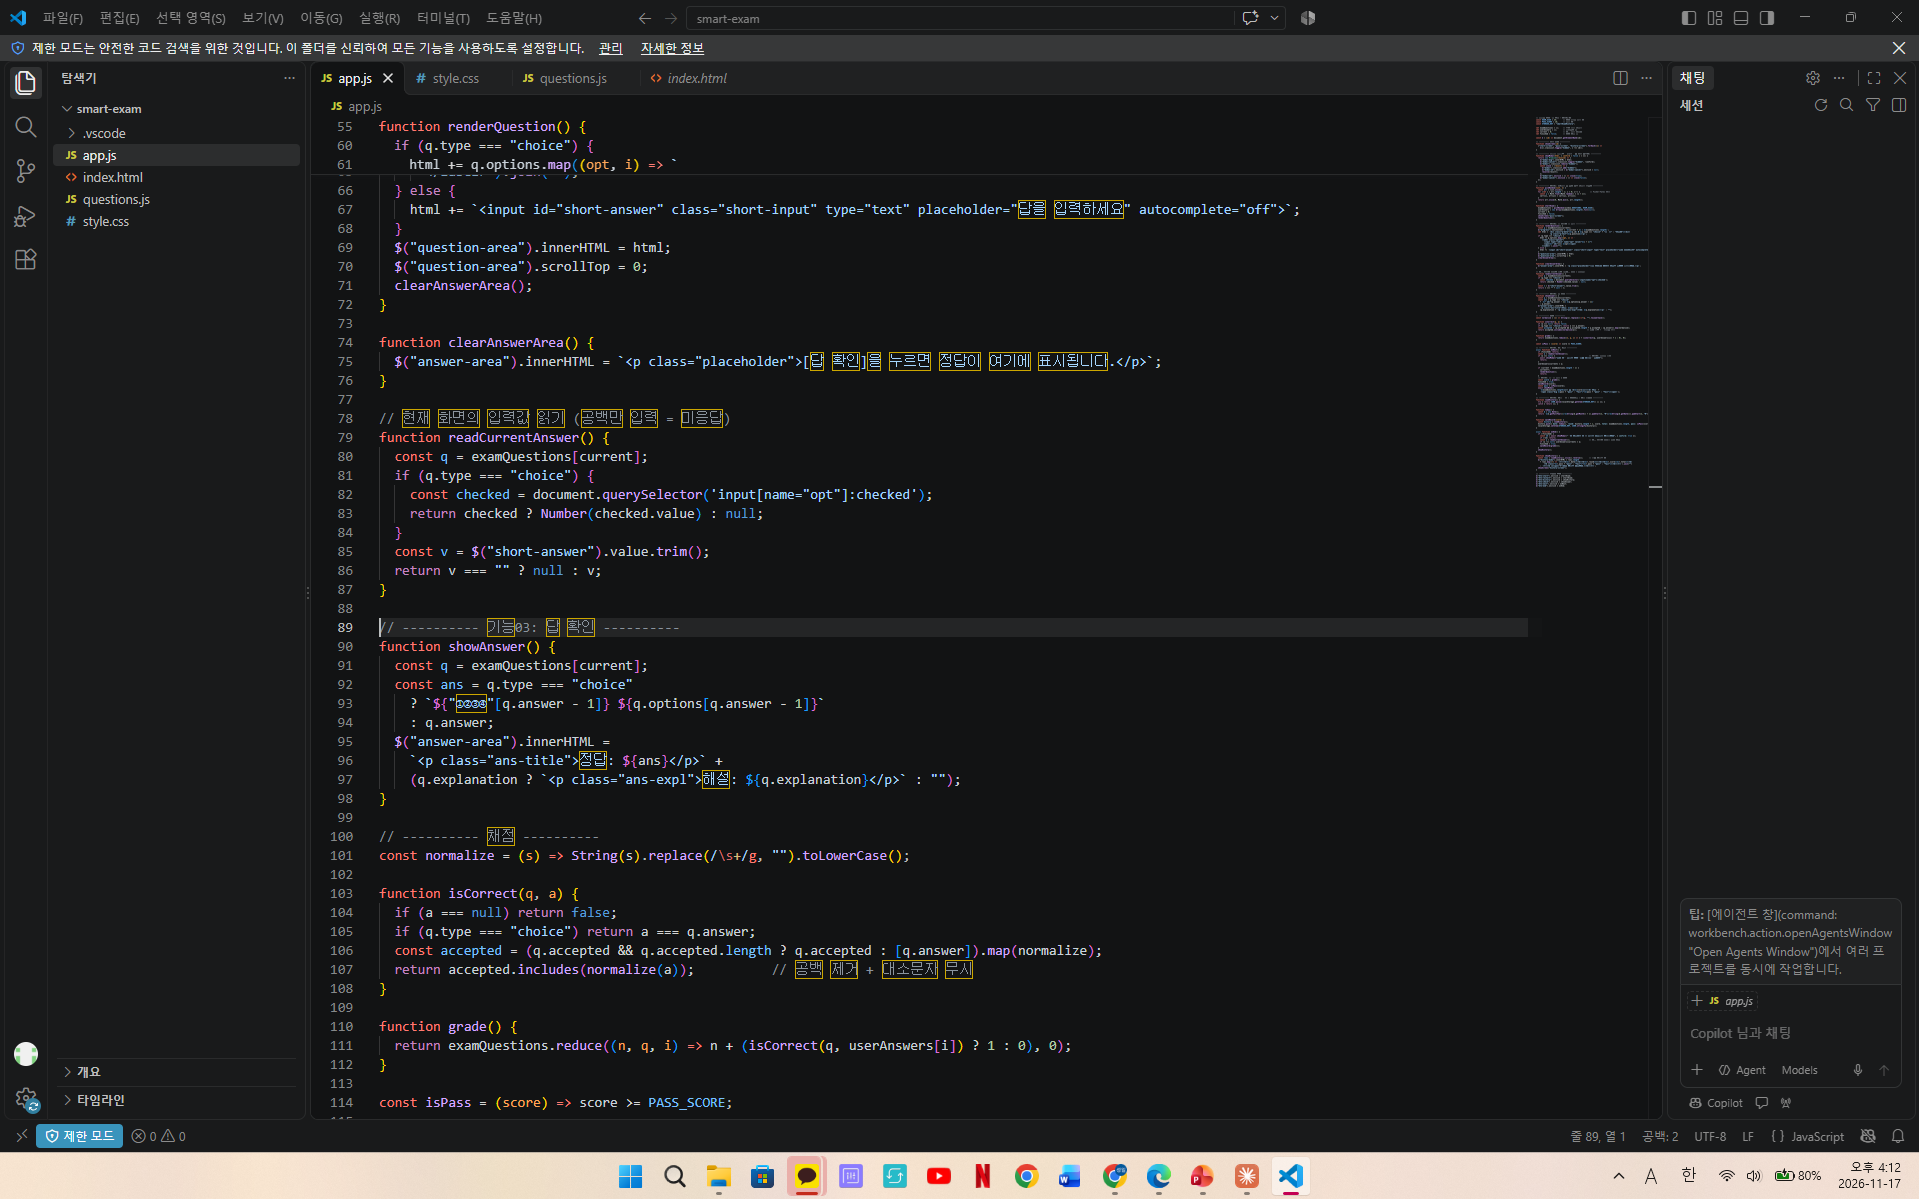 파일(F) 편집(E) 선택 영역(S) 보기(V) 이동(G) 실행(R) 터미널(T) 도움말(H)
smart-exam
제한 모드는 안전한 코드 검색을 위한 것입니다. 이 폴더를 신뢰하여 모든 기능을 사용하도록 설정합니다. 관리 자세한 정보
탐색기
smart-exam
.vscode
JS app.js
<> index.html
JS questions.js
# style.css
개요
타임라인
JS app.js
# style.css
JS questions.js
<> index.html
JS app.js
55 function renderQuestion() {
60 if (q.type === "choice") {
61 html += q.options.map((opt, i) => `
66 } else {
67 html += `<input id="short-answer" class="short-input" type="text" placeholder="답을 입력하세요" autocomplete="off">`;
68 }
69 $("question-area").innerHTML = html;
70 $("question-area").scrollTop = 0;
71 clearAnswerArea();
72 }
73
74 function clearAnswerArea() {
75 $("answer-area").innerHTML = `<p class="placeholder">[답 확인]을 누르면 정답이 여기에 표시됩니다.</p>`;
76 }
77
78 // 현재 화면의 입력값 읽기 (공백만 입력 = 미응답)
79 function readCurrentAnswer() {
80 const q = examQuestions[current];
81 if (q.type === "choice") {
82 const checked = document.querySelector('input[name="opt"]:checked');
83 return checked ? Number(checked.value) : null;
84 }
85 const v = $("short-answer").value.trim();
86 return v === "" ? null : v;
87 }
88
89 // ---------- 기능03: 답 확인 ----------
90 function showAnswer() {
91 const q = examQuestions[current];
92 const ans = q.type === "choice"
93 ? `${"①②③④"[q.answer - 1]} ${q.options[q.answer - 1]}`
94 : q.answer;
95 $("answer-area").innerHTML =
96 `<p class="ans-title">정답: ${ans}</p>` +
97 (q.explanation ? `<p class="ans-expl">해설: ${q.explanation}</p>` : "");
98 }
99
100 // ---------- 채점 ----------
101 const normalize = (s) => String(s).replace(/\s+/g, "").toLowerCase();
102
103 function isCorrect(q, a) {
104 if (a === null) return false;
105 if (q.type === "choice") return a === q.answer;
106 const accepted = (q.accepted && q.accepted.length ? q.accepted : [q.answer]).map(normalize);
107 return accepted.includes(normalize(a)); // 공백 제거 + 대소문자 무시
108 }
109
110 function grade() {
111 return examQuestions.reduce((n, q, i) => n + (isCorrect(q, userAnswers[i]) ? 1 : 0), 0);
112 }
113
114 const isPass = (score) => score >= PASS_SCORE;
채팅
세션
팁: [에이전트 창](command:
workbench.action.openAgentsWindow
"Open Agents Window")에서 여러 프
로젝트를 동시에 작업합니다.
JS app.js
Copilot 님과 채팅
Agent Models
Copilot
제한 모드 0 0
줄 89, 열 1 공백: 2 UTF-8 LF { } JavaScript
A 한 80%
오후 4:12
2026-11-17